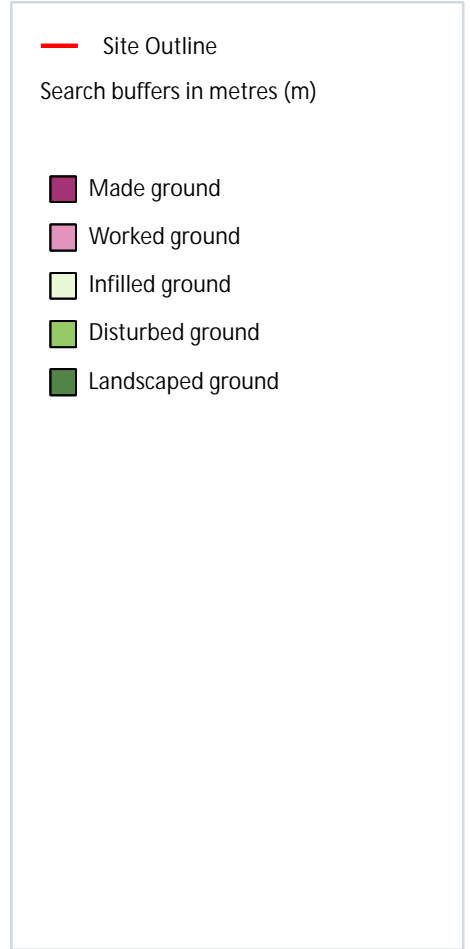 Site Outline
Search buffers in metres (m)
Made ground
Worked ground
Infilled ground
Disturbed ground
Landscaped ground